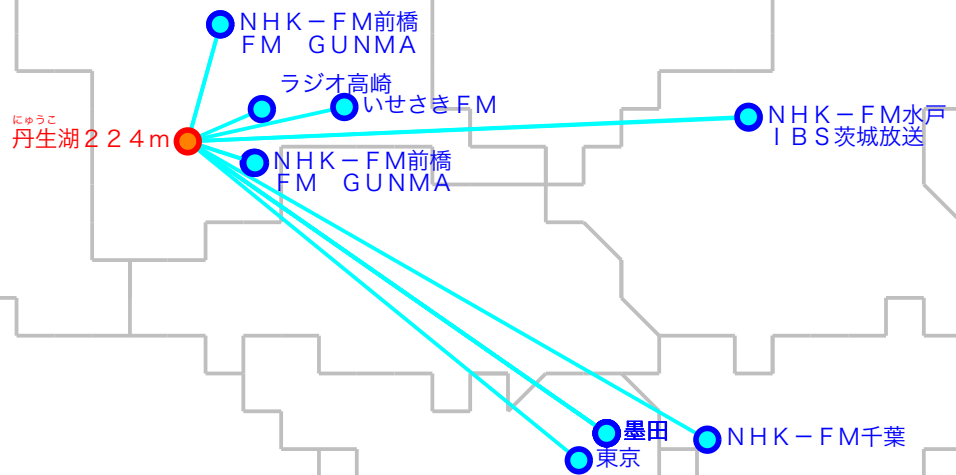 ＮＨＫ－ＦＭ前橋
ＦＭ　ＧＵＮＭＡ
ラジオ高崎
いせさきＦＭ
ＮＨＫ－ＦＭ水戸
ＩＢＳ茨城放送
にゅうこ
丹生湖２２４ｍ
ＮＨＫ－ＦＭ前橋
ＦＭ　ＧＵＮＭＡ
墨田
ＮＨＫ－ＦＭ千葉
東京